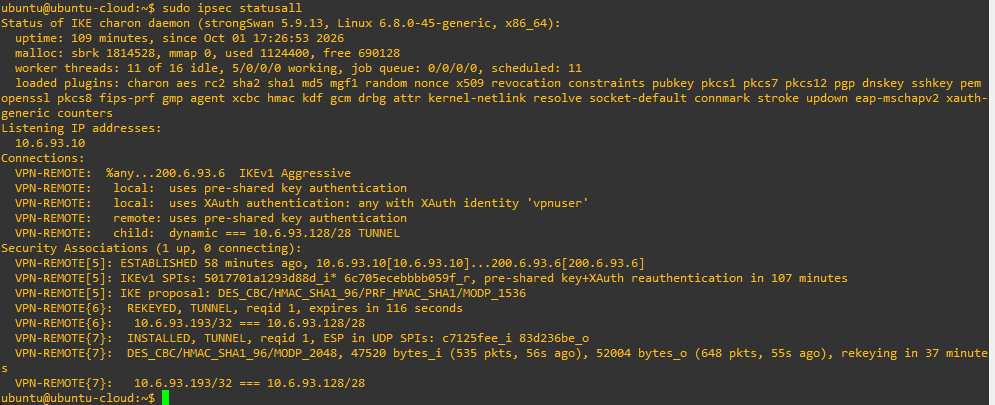 ubuntu@ubuntu-cloud:~$ sudo ipsec statusall
Status of IKE charon daemon (strongSwan 5.9.13, Linux 6.8.0-45-generic, x86_64):
  uptime: 109 minutes, since Oct 01 17:26:53 2026
  malloc: sbrk 1814528, mmap 0, used 1124400, free 690128
  worker threads: 11 of 16 idle, 5/0/0/0 working, job queue: 0/0/0/0, scheduled: 11
  loaded plugins: charon aes rc2 sha2 sha1 md5 mgf1 random nonce x509 revocation constraints pubkey pkcs1 pkcs7 pkcs12 pgp dnskey sshkey pem
openssl pkcs8 fips-prf gmp agent xcbc hmac kdf gcm drbg attr kernel-netlink resolve socket-default connmark stroke updown eap-mschapv2 xauth-
generic counters
Listening IP addresses:
  10.6.93.10
Connections:
  VPN-REMOTE:  %any...200.6.93.6  IKEv1 Aggressive
  VPN-REMOTE:   local:  uses pre-shared key authentication
  VPN-REMOTE:   local:  uses XAuth authentication: any with XAuth identity 'vpnuser'
  VPN-REMOTE:   remote: uses pre-shared key authentication
  VPN-REMOTE:   child:  dynamic === 10.6.93.128/28 TUNNEL
Security Associations (1 up, 0 connecting):
  VPN-REMOTE[5]: ESTABLISHED 58 minutes ago, 10.6.93.10[10.6.93.10]...200.6.93.6[200.6.93.6]
  VPN-REMOTE[5]: IKEv1 SPIs: 5017701a1293d88d_i* 6c705ecebbbb059f_r, pre-shared key+XAuth reauthentication in 107 minutes
  VPN-REMOTE[5]: IKE proposal: DES_CBC/HMAC_SHA1_96/PRF_HMAC_SHA1/MODP_1536
  VPN-REMOTE{6}:  REKEYED, TUNNEL, reqid 1, expires in 116 seconds
  VPN-REMOTE{6}:   10.6.93.193/32 === 10.6.93.128/28
  VPN-REMOTE{7}:  INSTALLED, TUNNEL, reqid 1, ESP in UDP SPIs: c7125fee_i 83d236be_o
  VPN-REMOTE{7}:  DES_CBC/HMAC_SHA1_96/MODP_2048, 47520 bytes_i (535 pkts, 56s ago), 52004 bytes_o (648 pkts, 55s ago), rekeying in 37 minute
s
  VPN-REMOTE{7}:   10.6.93.193/32 === 10.6.93.128/28
ubuntu@ubuntu-cloud:~$